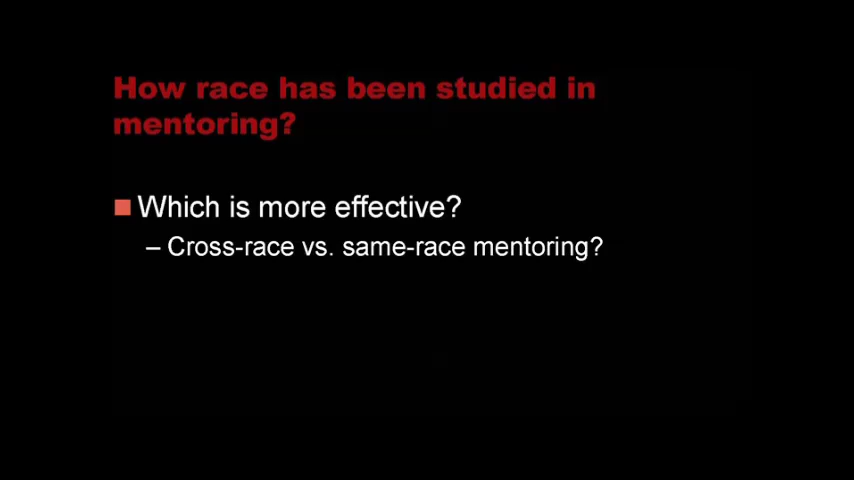 How race has been studied in
mentoring?
Which is more effective?
– Cross-race vs. same-race mentoring?